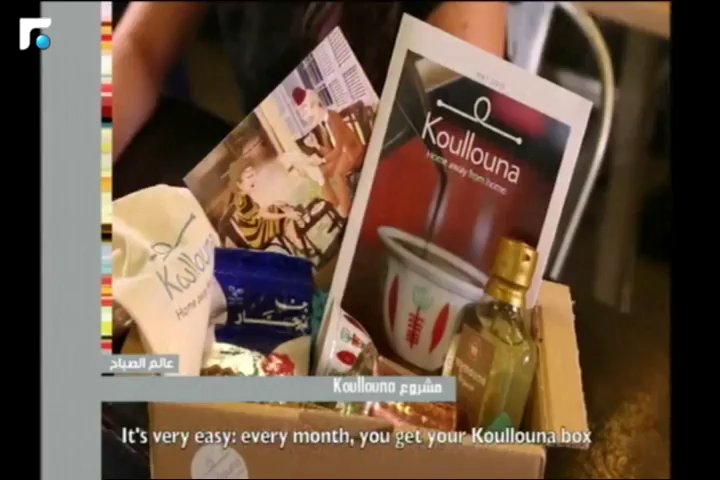 Koullouna
Home away from home
Koullouna
عالم الصباح
مشروع Koullouna
It's very easy: every month, you get your Koullouna box